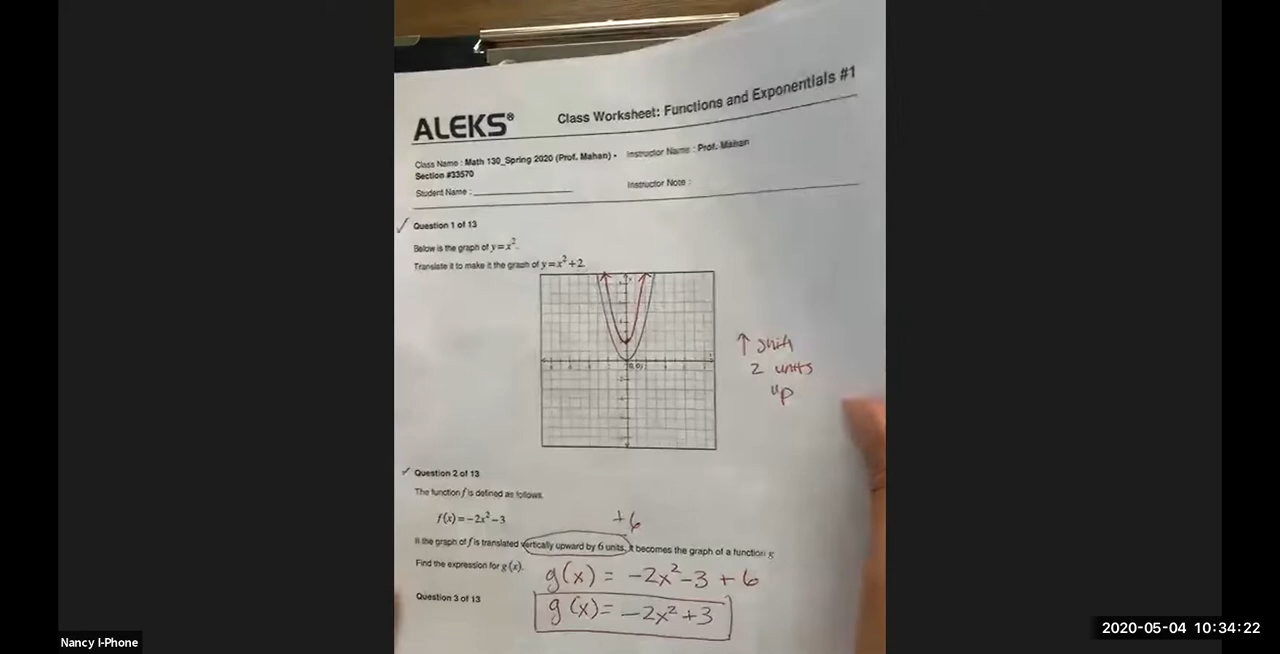 ALEKS®
Class Worksheet: Functions and Exponentials #1
Class Name : Math 130_Spring 2020 (Prof. Mahan) -
Section #33570
Instructor Name : Prof. Mahan
Student Name :
Instructor Note :
Question 1 of 13
Below is the graph of y=x².
Translate it to make it the graph of y=x²+2.
↑ shift
2 units
up
Question 2 of 13
The function f is defined as follows.
f(x)=−2x²−3
+6
If the graph of f is translated vertically upward by 6 units, it becomes the graph of a function g
Find the expression for g(x).
g(x) = −2x²−3 + 6
g(x)= −2x²+3
Question 3 of 13
Nancy I-Phone
2020-05-04 10:34:22